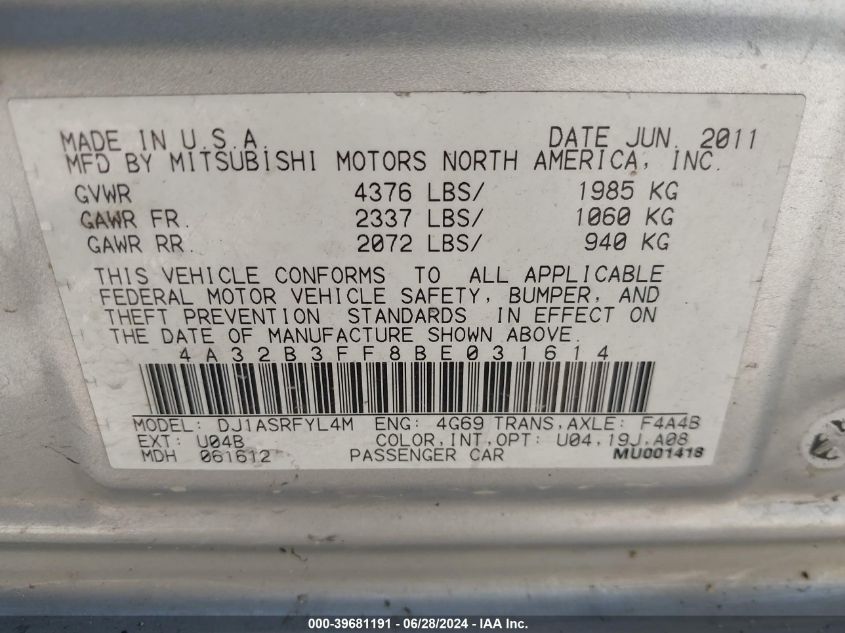 MADE IN U.S.A. DATE JUN. 2011
MFD BY MITSUBISHI MOTORS NORTH AMERICA, INC.
GVWR 4376 LBS/ 1985 KG
GAWR FR. 2337 LBS/ 1060 KG
GAWR RR. 2072 LBS/ 940 KG
THIS VEHICLE CONFORMS TO ALL APPLICABLE
FEDERAL MOTOR VEHICLE SAFETY, BUMPER, AND
THEFT PREVENTION STANDARDS IN EFFECT ON
THE DATE OF MANUFACTURE SHOWN ABOVE.
4A32B3FF8BE031614
MODEL: DJ1ASRFYL4M ENG: 4G69 TRANS,AXLE: F4A4B
EXT: U04B COLOR,INT,OPT: U04,19J,A08
MDH 061612 PASSENGER CAR MU001418
000-39681191 - 06/28/2024 - IAA Inc.